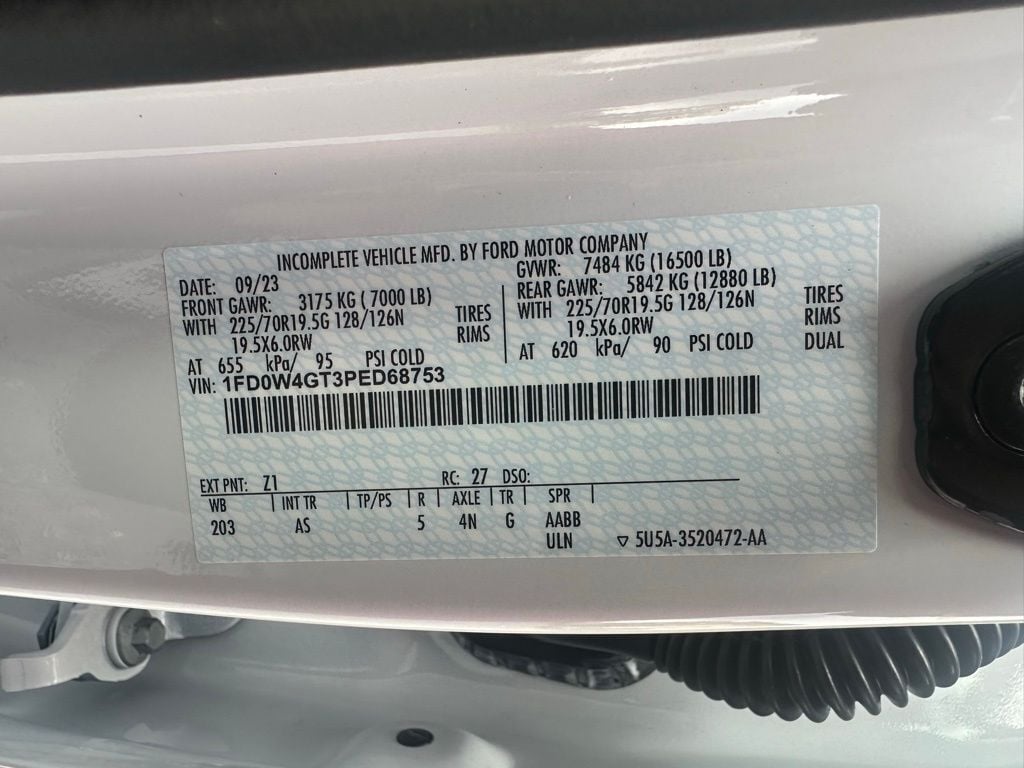 INCOMPLETE VEHICLE MFD. BY FORD MOTOR COMPANY
DATE: 09/23 GVWR: 7484 KG (16500 LB)
FRONT GAWR: 3175 KG ( 7000 LB) REAR GAWR: 5842 KG (12880 LB)
WITH 225/70R19.5G 128/126N TIRES WITH 225/70R19.5G 128/126N TIRES
19.5X6.0RW RIMS 19.5X6.0RW RIMS
AT 655 kPa/ 95 PSI COLD AT 620 kPa/ 90 PSI COLD DUAL
VIN: 1FD0W4GT3PED68753
EXT PNT: Z1 RC: 27 DSO:
WB INT TR TP/PS R AXLE TR SPR
203 AS 5 4N G AABB
ULN ▽ 5U5A-3520472-AA